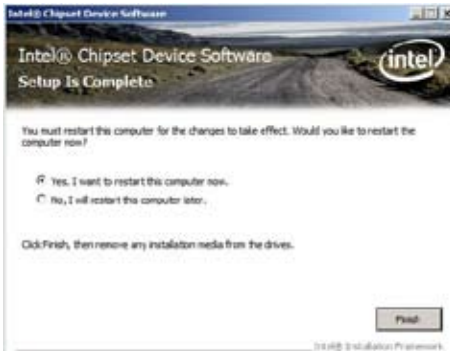 Intel® Chipset Device Software
Intel® Chipset Device Software
Setup Is Complete
intel
You must restart this computer for the changes to take effect. Would you like to restart the
computer now?
Yes, I want to restart this computer now.
No, I will restart this computer later.
Click Finish, then remove any installation media from the drives.
Finish
Intel® Installation Framework